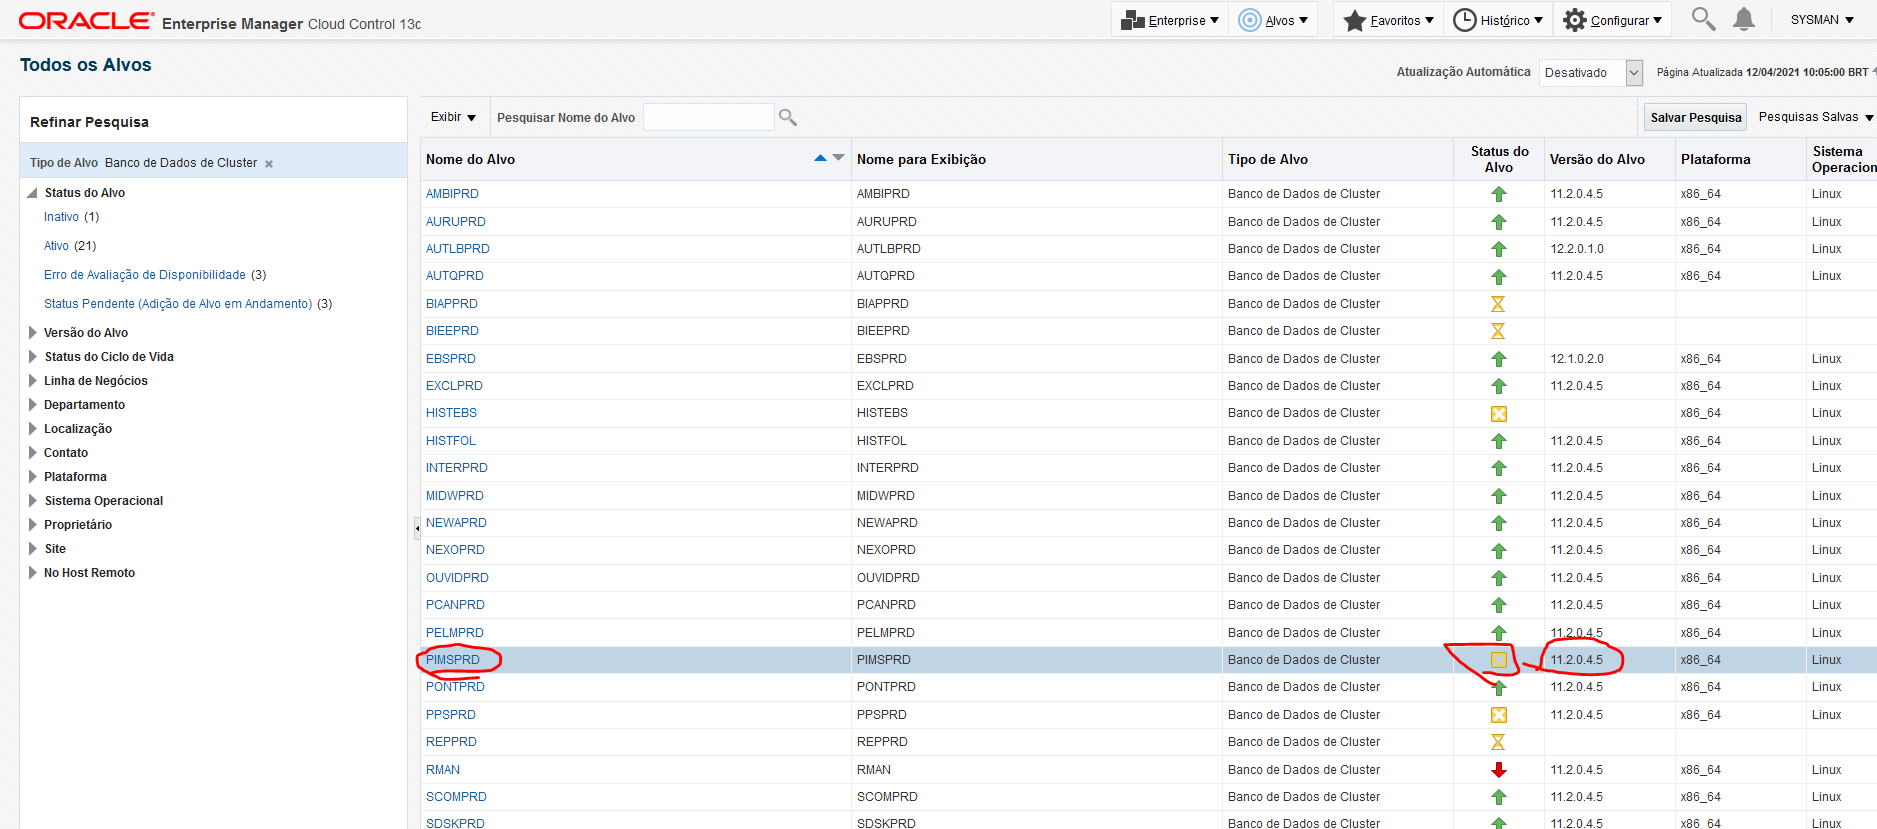 ORACLE Enterprise Manager Cloud Control 13c
Enterprise Alvos Favoritos Histórico Configurar SYSMAN
Todos os Alvos
Atualização Automática Desativado Página Atualizada 12/04/2021 10:05:00 BRT
Refinar Pesquisa
Tipo de Alvo Banco de Dados de Cluster
Status do Alvo
Inativo (1)
Ativo (21)
Erro de Avaliação de Disponibilidade (3)
Status Pendente (Adição de Alvo em Andamento) (3)
Versão do Alvo
Status do Ciclo de Vida
Linha de Negócios
Departamento
Localização
Contato
Plataforma
Sistema Operacional
Proprietário
Site
No Host Remoto
Exibir Pesquisar Nome do Alvo Salvar Pesquisa Pesquisas Salvas
Nome do Alvo Nome para Exibição Tipo de Alvo Status do Alvo Versão do Alvo Plataforma Sistema Operacion
AMBIPRD AMBIPRD Banco de Dados de Cluster 11.2.0.4.5 x86_64 Linux
AURUPRD AURUPRD Banco de Dados de Cluster 11.2.0.4.5 x86_64 Linux
AUTLBPRD AUTLBPRD Banco de Dados de Cluster 12.2.0.1.0 x86_64 Linux
AUTQPRD AUTQPRD Banco de Dados de Cluster 11.2.0.4.5 x86_64 Linux
BIAPPRD BIAPPRD Banco de Dados de Cluster
BIEEPRD BIEEPRD Banco de Dados de Cluster
EBSPRD EBSPRD Banco de Dados de Cluster 12.1.0.2.0 x86_64 Linux
EXCLPRD EXCLPRD Banco de Dados de Cluster 11.2.0.4.5 x86_64 Linux
HISTEBS HISTEBS Banco de Dados de Cluster x86_64 Linux
HISTFOL HISTFOL Banco de Dados de Cluster 11.2.0.4.5 x86_64 Linux
INTERPRD INTERPRD Banco de Dados de Cluster 11.2.0.4.5 x86_64 Linux
MIDWPRD MIDWPRD Banco de Dados de Cluster 11.2.0.4.5 x86_64 Linux
NEWAPRD NEWAPRD Banco de Dados de Cluster 11.2.0.4.5 x86_64 Linux
NEXOPRD NEXOPRD Banco de Dados de Cluster 11.2.0.4.5 x86_64 Linux
OUVIDPRD OUVIDPRD Banco de Dados de Cluster 11.2.0.4.5 x86_64 Linux
PCANPRD PCANPRD Banco de Dados de Cluster 11.2.0.4.5 x86_64 Linux
PELMPRD PELMPRD Banco de Dados de Cluster 11.2.0.4.5 x86_64 Linux
PIMSPRD PIMSPRD Banco de Dados de Cluster 11.2.0.4.5 x86_64 Linux
PONTPRD PONTPRD Banco de Dados de Cluster 11.2.0.4.5 x86_64 Linux
PPSPRD PPSPRD Banco de Dados de Cluster 11.2.0.4.5 x86_64 Linux
REPPRD REPPRD Banco de Dados de Cluster
RMAN RMAN Banco de Dados de Cluster 11.2.0.4.5 x86_64 Linux
SCOMPRD SCOMPRD Banco de Dados de Cluster 11.2.0.4.5 x86_64 Linux
SDSKPRD SDSKPRD Banco de Dados de Cluster 11.2.0.4.5 x86_64 Linux